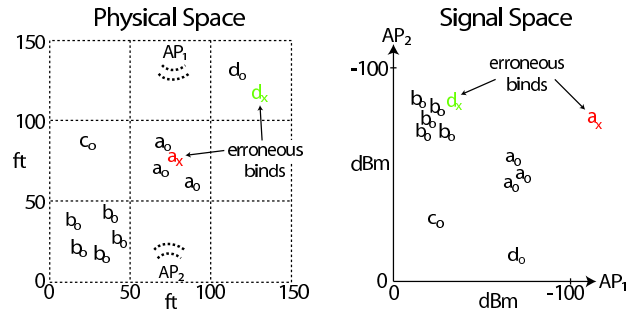 Physical Space
150
AP1
do
dx
100
co
ao
ax
ao
ao
erroneous
binds
ft
50
bo
bo
bo
bo
bo
AP2
0
0
50
100
150
ft
Signal Space
AP2
-100
erroneous
binds
bo
bo
dx
bo
bo
bo
ax
dBm
ao
ao
ao
co
do
0
0
-100
AP1
dBm